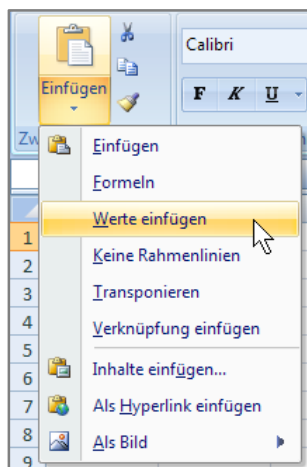 Calibri
Einfügen
F K U
Zw
Einfügen
Formeln
Werte einfügen
Keine Rahmenlinien
Transponieren
Verknüpfung einfügen
Inhalte einfügen...
Als Hyperlink einfügen
Als Bild
1
2
3
4
5
6
7
8
9